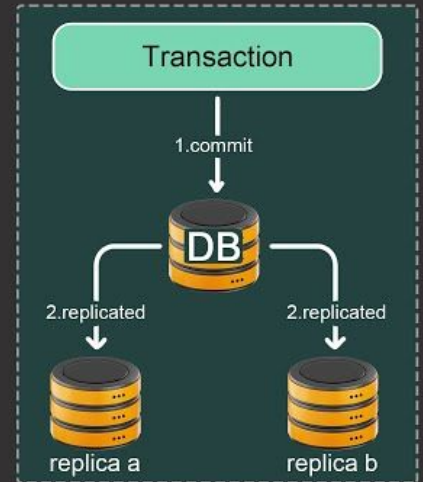 Transaction
1.commit
DB
2.replicated
2.replicated
replica a
replica b